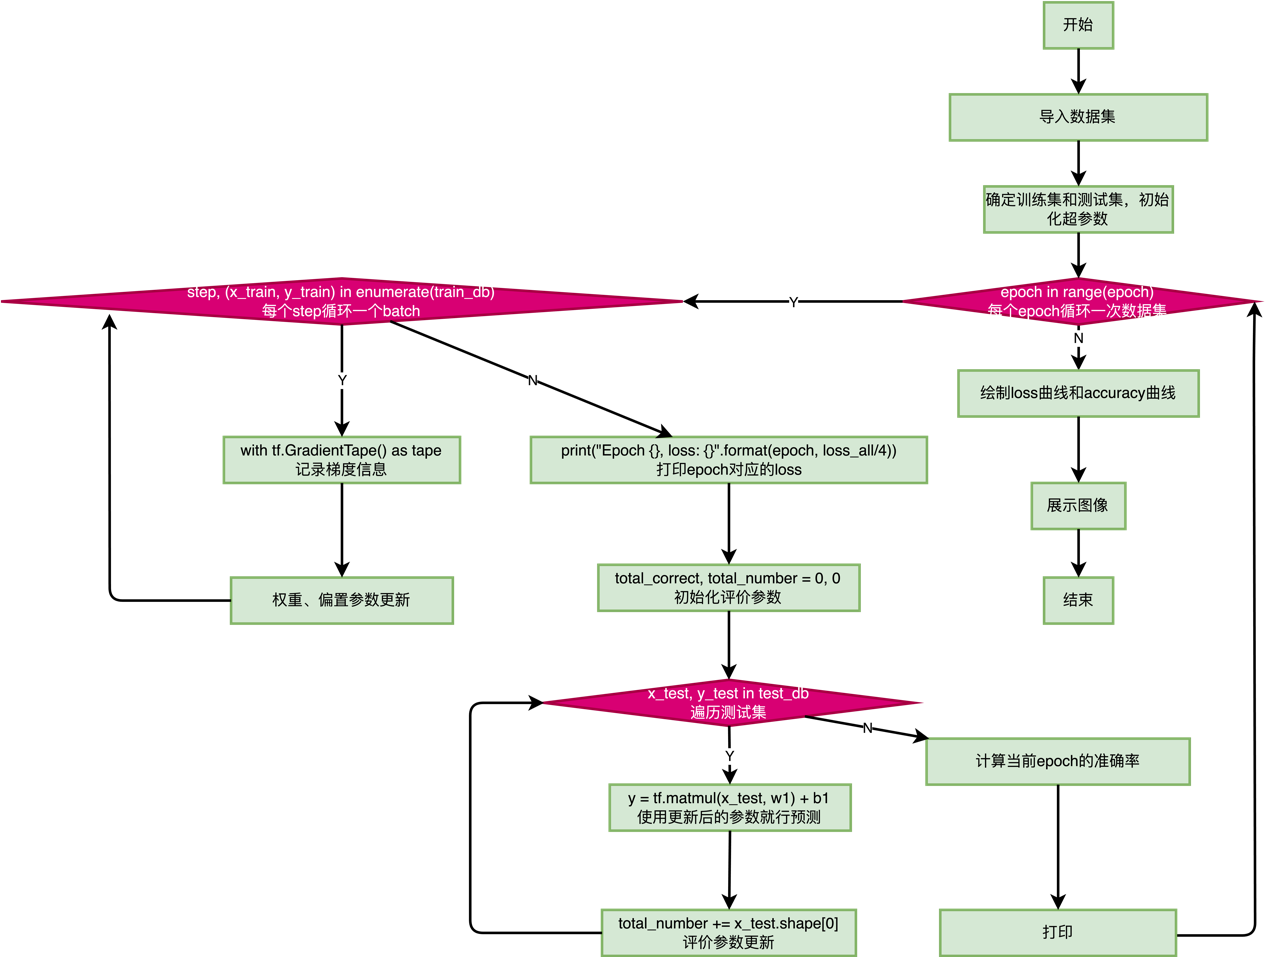 开始
导入数据集
确定训练集和测试集，初始
化超参数
epoch in range(epoch)
每个epoch循环一次数据集
Y
N
step, (x_train, y_train) in enumerate(train_db)
每个step循环一个batch
Y
N
with tf.GradientTape() as tape
记录梯度信息
权重、偏置参数更新
print("Epoch {}, loss: {}".format(epoch, loss_all/4))
打印epoch对应的loss
total_correct, total_number = 0, 0
初始化评价参数
x_test, y_test in test_db
遍历测试集
Y
N
y = tf.matmul(x_test, w1) + b1
使用更新后的参数就行预测
total_number += x_test.shape[0]
评价参数更新
计算当前epoch的准确率
打印
绘制loss曲线和accuracy曲线
展示图像
结束